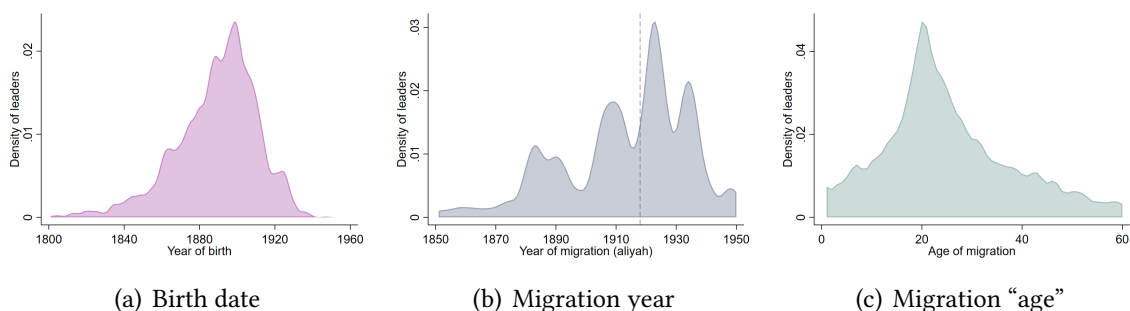 Density of leaders
0
.01
.02
1800 1840 1880 1920 1960
Year of birth
(a) Birth date
Density of leaders
0
.01
.02
.03
1850 1870 1890 1910 1930 1950
Year of migration (aliyah)
(b) Migration year
Density of leaders
0
.02
.04
0 20 40 60
Age of migration
(c) Migration “age”